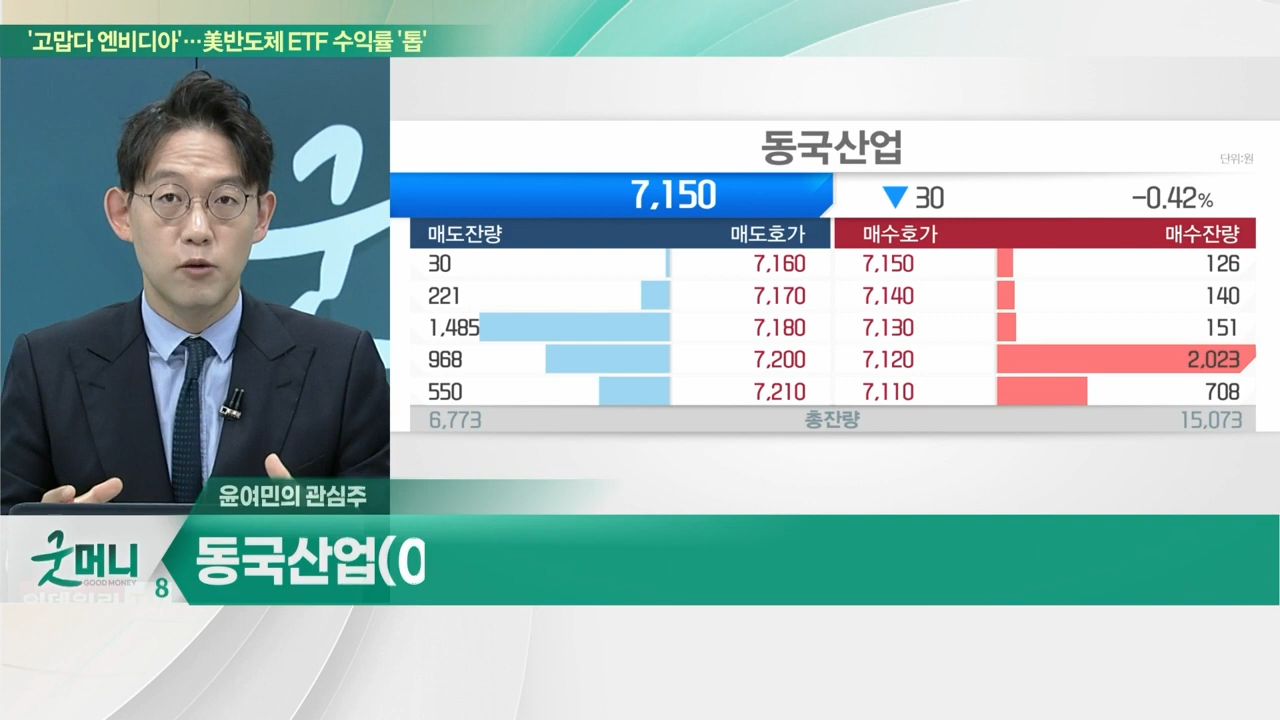 '고맙다 엔비디아'…美반도체 ETF 수익률 '톱'
동국산업
단위:원
7,150 ▼ 30 -0.42%
매도잔량 매도호가 매수호가 매수잔량
30 7,160 7,150 126
221 7,170 7,140 140
1,485 7,180 7,130 151
968 7,200 7,120 2,023
550 7,210 7,110 708
6,773 총잔량 15,073
윤여민의 관심주
굿머니
GOOD MONEY
8
동국산업(0